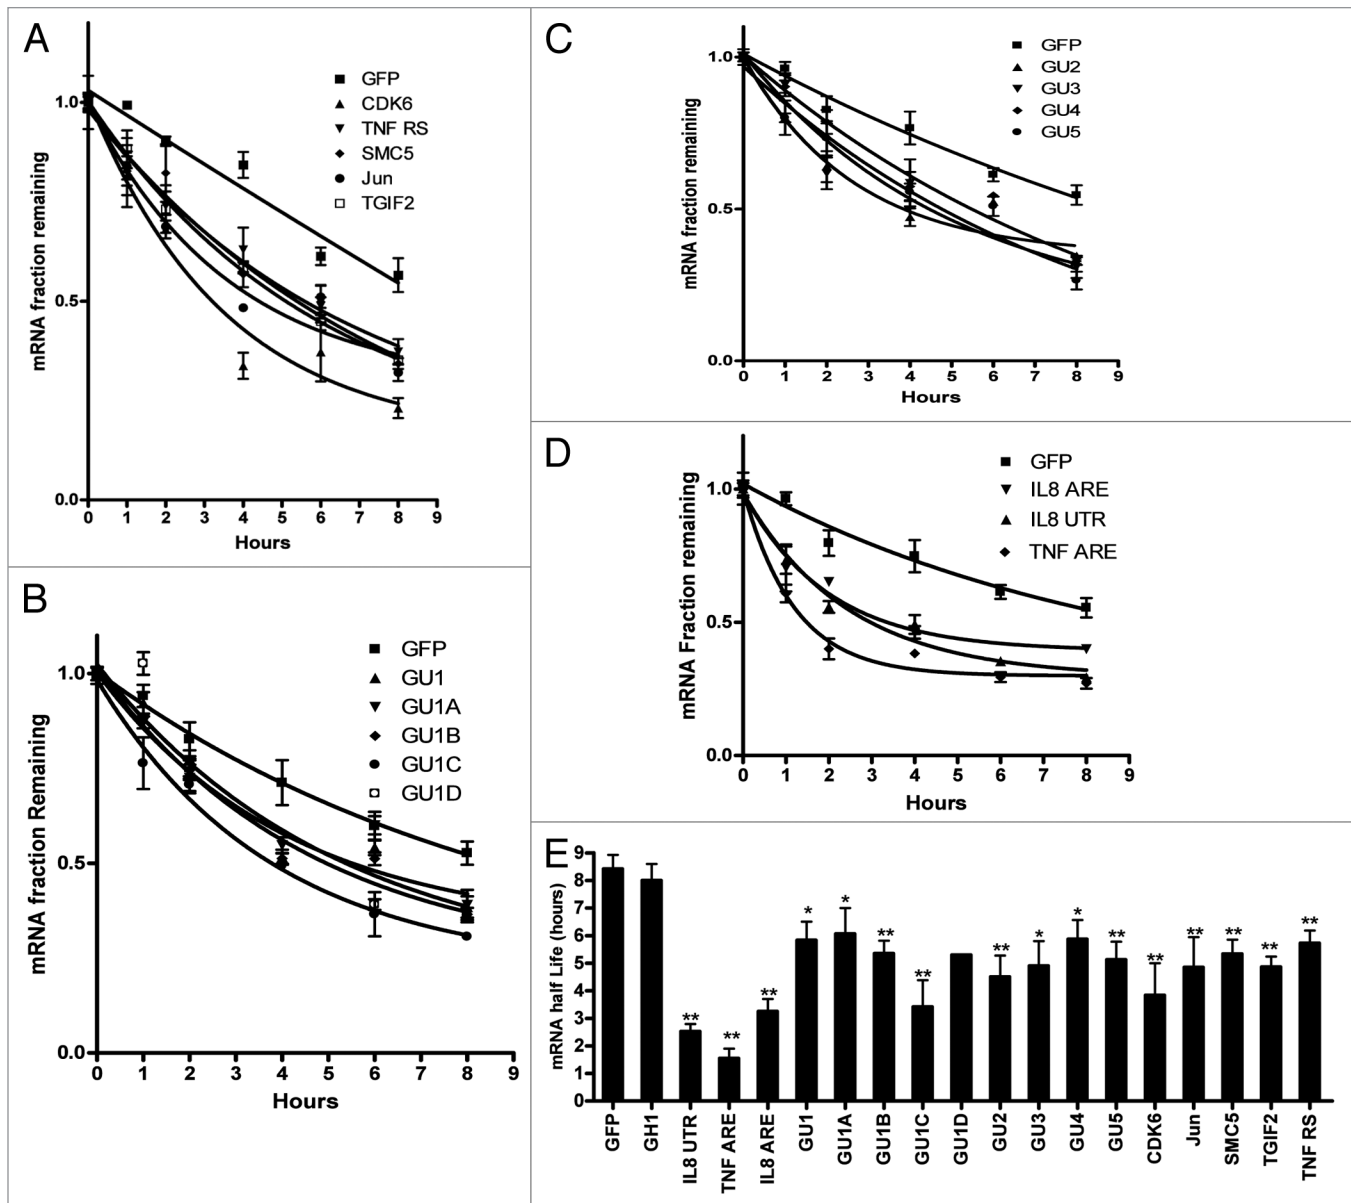 A
GFP
CDK6
TNF RS
SMC5
Jun
TGIF2
mRNA fraction remaining
1.0
0.5
0.0
0 1 2 3 4 5 6 7 8 9
Hours
B
GFP
GU1
GU1A
GU1B
GU1C
GU1D
mRNA fraction Remaining
1.0
0.5
0.0
0 1 2 3 4 5 6 7 8 9
Hours
C
GFP
GU2
GU3
GU4
GU5
mRNA fraction remaining
1.0
0.5
0.0
0 1 2 3 4 5 6 7 8 9
Hours
D
GFP
IL8 ARE
IL8 UTR
TNF ARE
mRNA Fraction remaining
1.0
0.5
0.0
0 1 2 3 4 5 6 7 8 9
Hours
E
mRNA half Life (hours)
9
8
7
6
5
4
3
2
1
0
** ** ** * * ** ** ** * * ** ** ** ** ** **
GFP
GH1
IL8 UTR
TNF ARE
IL8 ARE
GU1
GU1A
GU1B
GU1C
GU1D
GU2
GU3
GU4
GU5
CDK6
Jun
SMC5
TGIF2
TNF RS